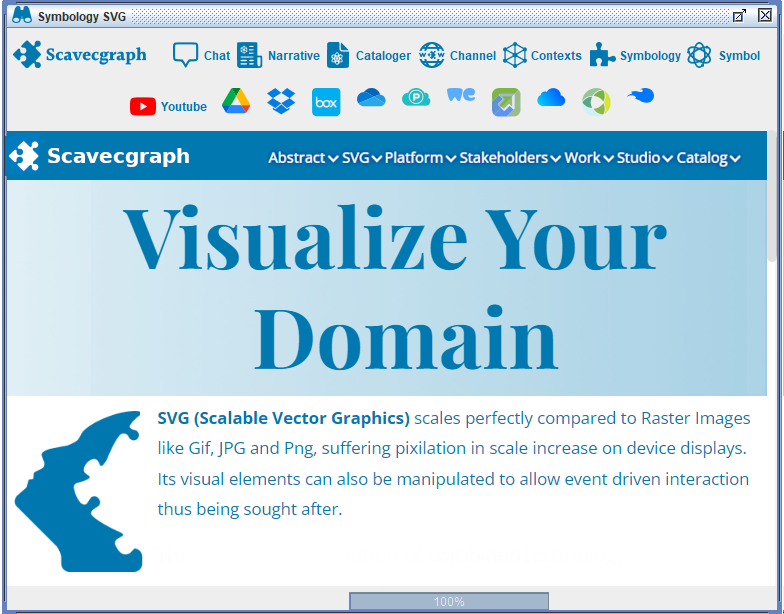 Symbology SVG
Scavecgraph Chat Narrative Cataloger Channel Contexts Symbology Symbol
Youtube box P we
Scavecgraph Abstract SVG Platform Stakeholders Work Studio Catalog
Visualize Your
Domain
SVG (Scalable Vector Graphics) scales perfectly compared to Raster Images
like Gif, JPG and Png, suffering pixilation in scale increase on device displays.
Its visual elements can also be manipulated to allow event driven interaction
thus being sought after.
100%